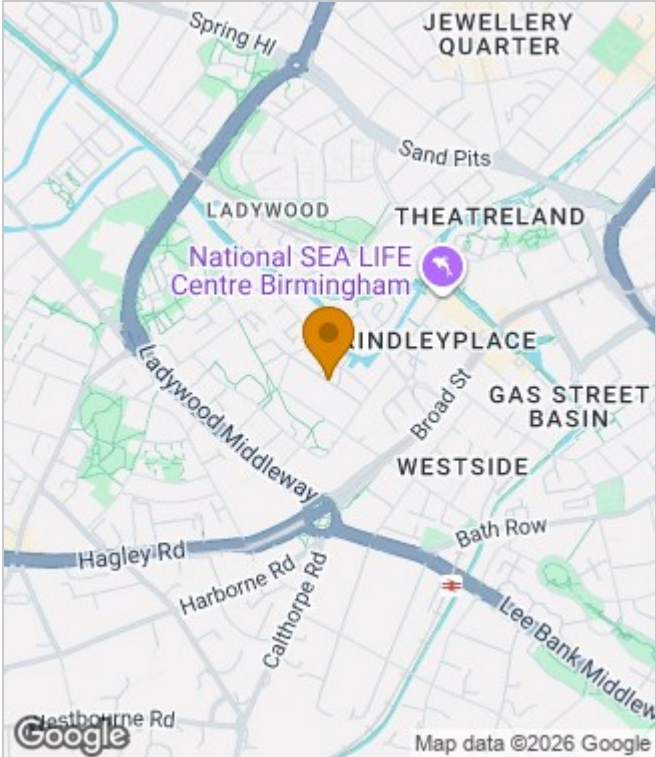 JEWELLERY
QUARTER
Spring Hl
Sand Pits
LADYWOOD
THEATRELAND
National SEA LIFE
Centre Birmingham
RINDLEYPLACE
Ladywood Middleway
Broad St
GAS STREET
BASIN
WESTSIDE
Bath Row
Hagley Rd
Harborne Rd
Calthorpe Rd
Lee Bank Middlew
estbourne Rd
Google
Map data ©2026 Google